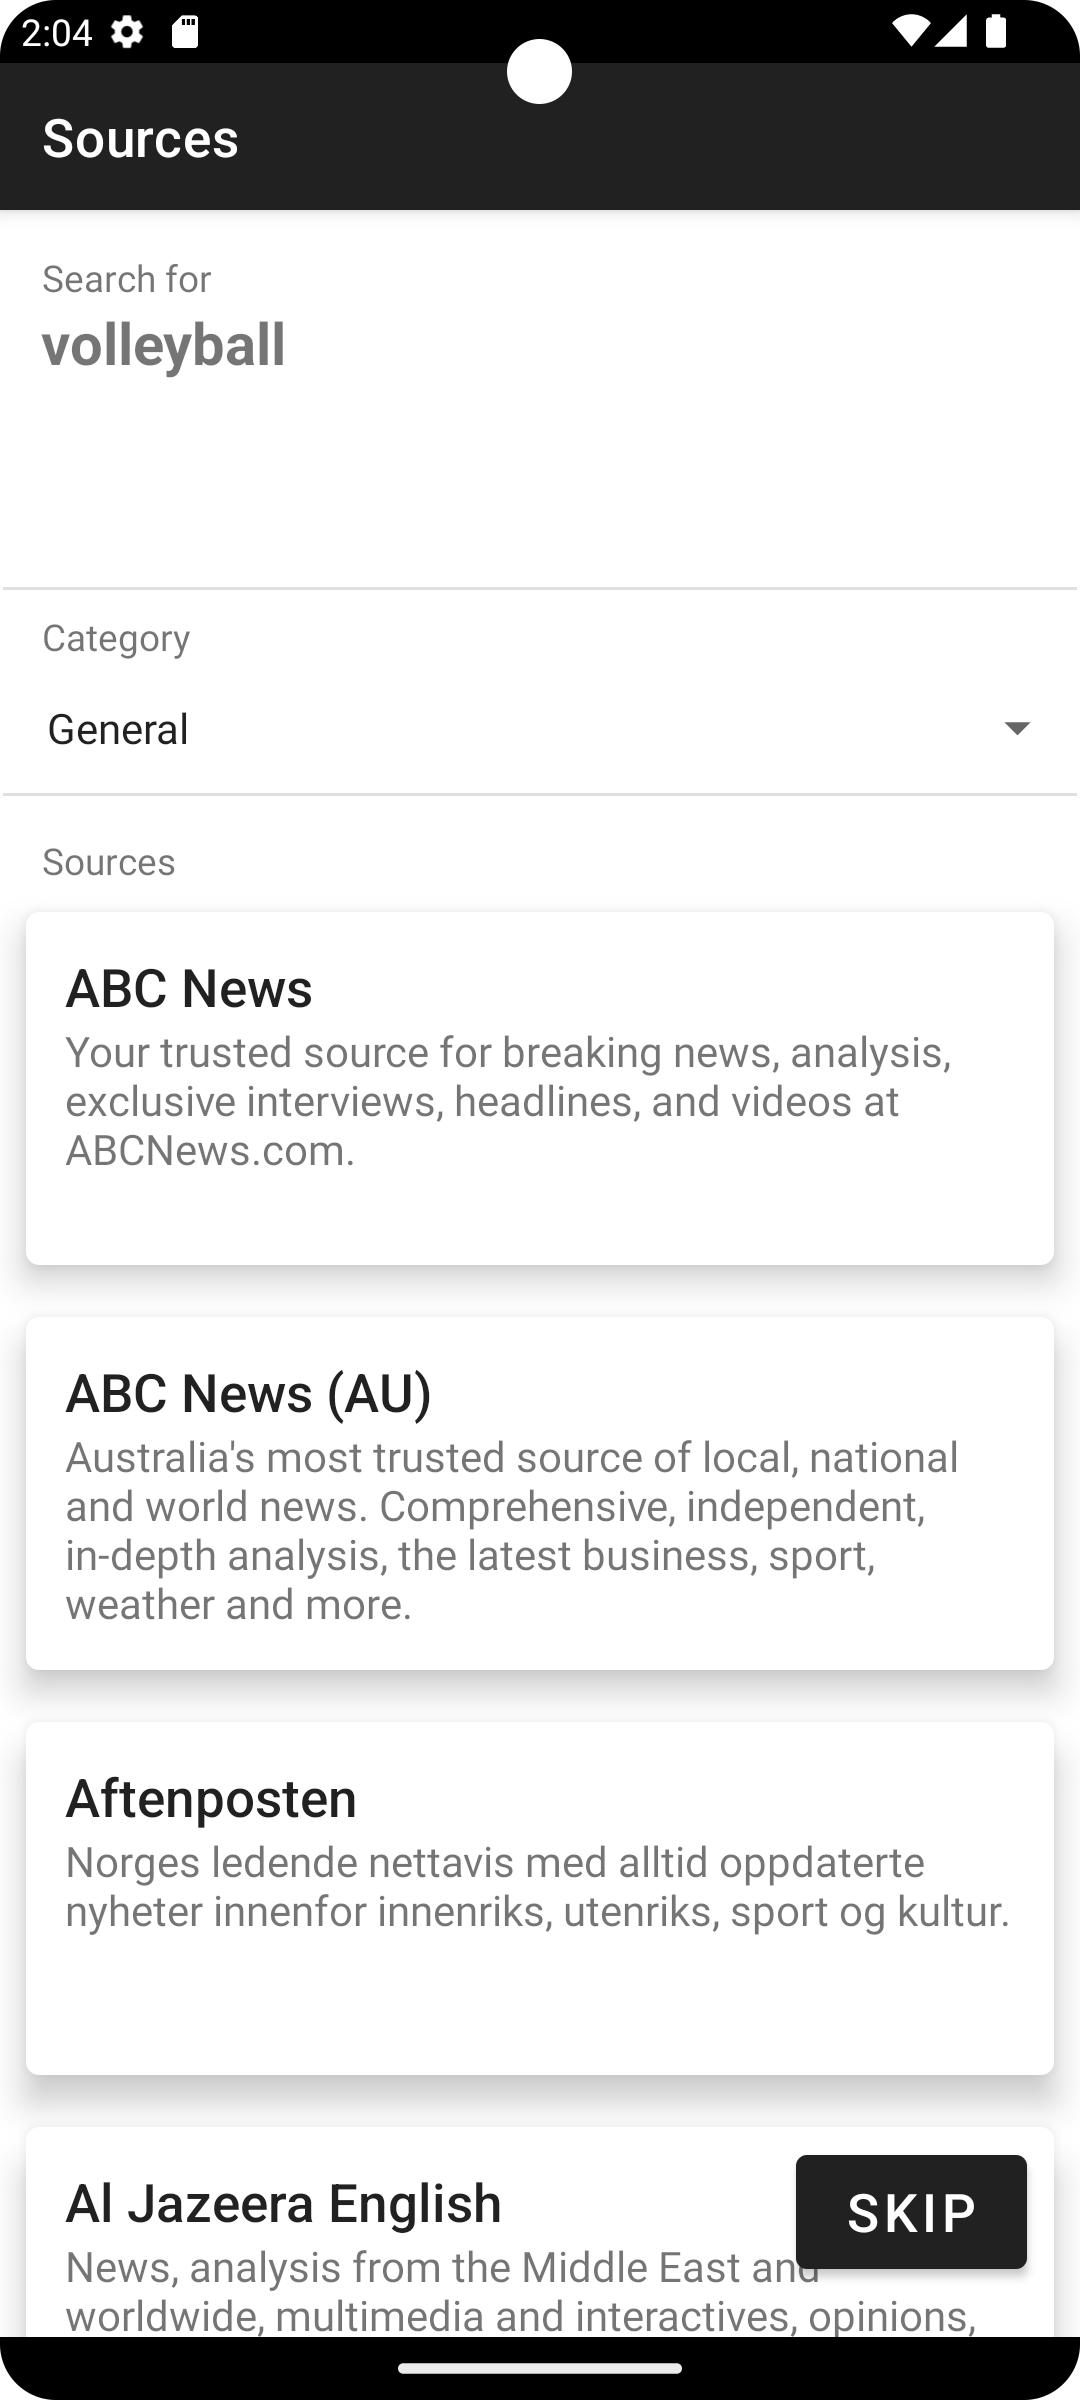 2:04
Sources
Search for
volleyball
Category
General
Sources
ABC News
Your trusted source for breaking news, analysis,
exclusive interviews, headlines, and videos at
ABCNews.com.
ABC News (AU)
Australia's most trusted source of local, national
and world news. Comprehensive, independent,
in-depth analysis, the latest business, sport,
weather and more.
Aftenposten
Norges ledende nettavis med alltid oppdaterte
nyheter innenfor innenriks, utenriks, sport og kultur.
Al Jazeera English
SKIP
News, analysis from the Middle East and
worldwide, multimedia and interactives, opinions,